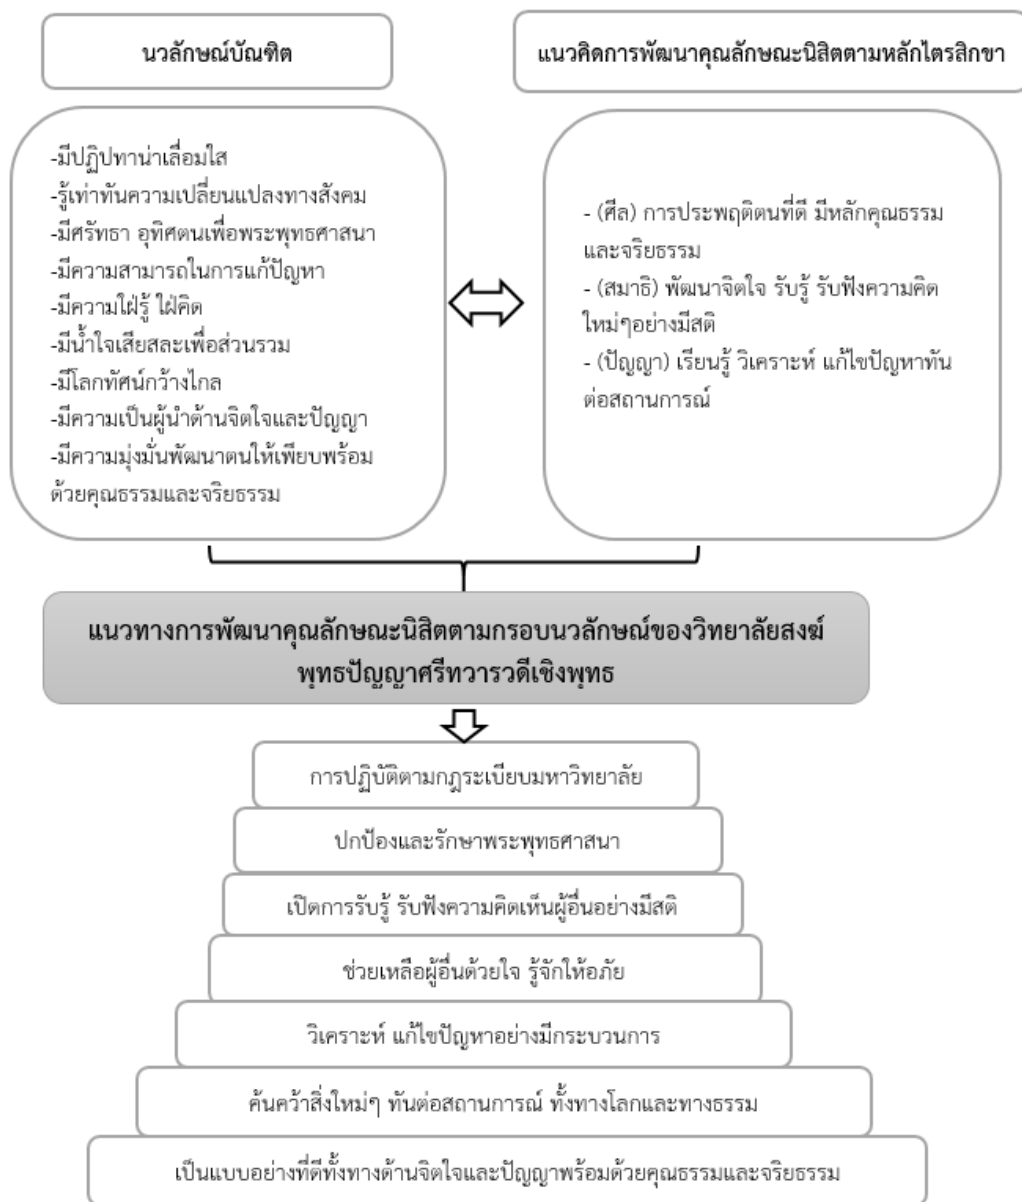 นวลักษณ์บัณฑิต
แนวคิดการพัฒนาคุณลักษณะนิสิตตามหลักไตรสิกขา
-มีปฏิปทาน่าเลื่อมใส
-รู้เท่าทันความเปลี่ยนแปลงทางสังคม
-มีศรัทธา อุทิศตนเพื่อพระพุทธศาสนา
-มีความสามารถในการแก้ปัญหา
-มีความใฝ่รู้ ใฝ่คิด
-มีน้ำใจเสียสละเพื่อส่วนรวม
-มีโลกทัศน์กว้างไกล
-มีความเป็นผู้นำด้านจิตใจและปัญญา
-มีความมุ่งมั่นพัฒนาตนให้เพียบพร้อม
ด้วยคุณธรรมและจริยธรรม
- (ศีล) การประพฤติตนที่ดี มีหลักคุณธรรม
และจริยธรรม
- (สมาธิ) พัฒนาจิตใจ รับรู้ รับฟังความคิด
ใหม่ๆอย่างมีสติ
- (ปัญญา) เรียนรู้ วิเคราะห์ แก้ไขปัญหาทัน
ต่อสถานการณ์
แนวทางการพัฒนาคุณลักษณะนิสิตตามกรอบนวลักษณ์ของวิทยาลัยสงฆ์
พุทธปัญญาศรีทวารวดีเชิงพุทธ
การปฏิบัติตามกฎระเบียบมหาวิทยาลัย
ปกป้องและรักษาพระพุทธศาสนา
เปิดการรับรู้ รับฟังความคิดเห็นผู้อื่นอย่างมีสติ
ช่วยเหลือผู้อื่นด้วยใจ รู้จักให้อภัย
วิเคราะห์ แก้ไขปัญหาอย่างมีกระบวนการ
ค้นคว้าสิ่งใหม่ๆ ทันต่อสถานการณ์ ทั้งทางโลกและทางธรรม
เป็นแบบอย่างที่ดีทั้งทางด้านจิตใจและปัญญาพร้อมด้วยคุณธรรมและจริยธรรม